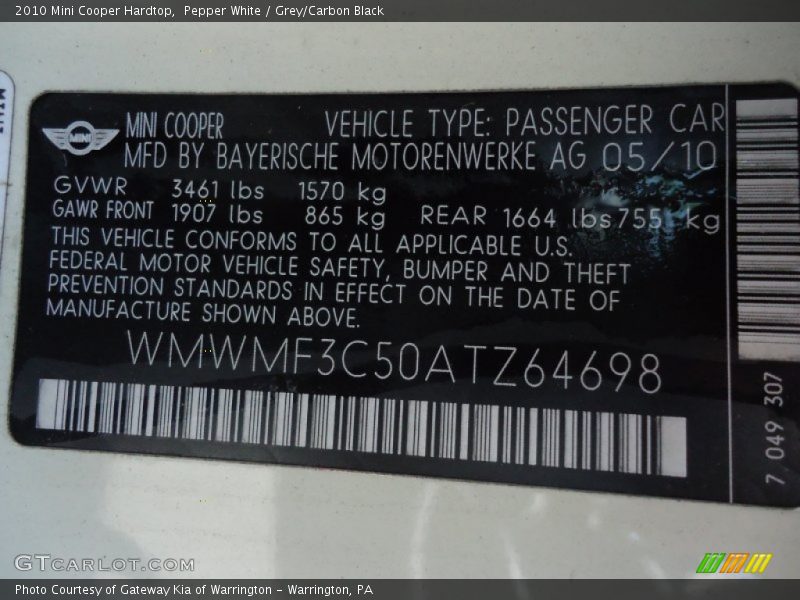 2010 Mini Cooper Hardtop,  Pepper White / Grey/Carbon Black
MINI
MINI COOPER VEHICLE TYPE: PASSENGER CAR
MFD BY BAYERISCHE MOTORENWERKE AG 05/10
GVWR 3461 lbs 1570 kg
GAWR FRONT 1907 lbs 865 kg REAR 1664 lbs 755 kg
THIS VEHICLE CONFORMS TO ALL APPLICABLE U.S.
FEDERAL MOTOR VEHICLE SAFETY, BUMPER AND THEFT
PREVENTION STANDARDS IN EFFECT ON THE DATE OF
MANUFACTURE SHOWN ABOVE.
WMWMF3C50ATZ64698
7 049 307
GTCARLOT.COM
Photo Courtesy of Gateway Kia of Warrington - Warrington, PA